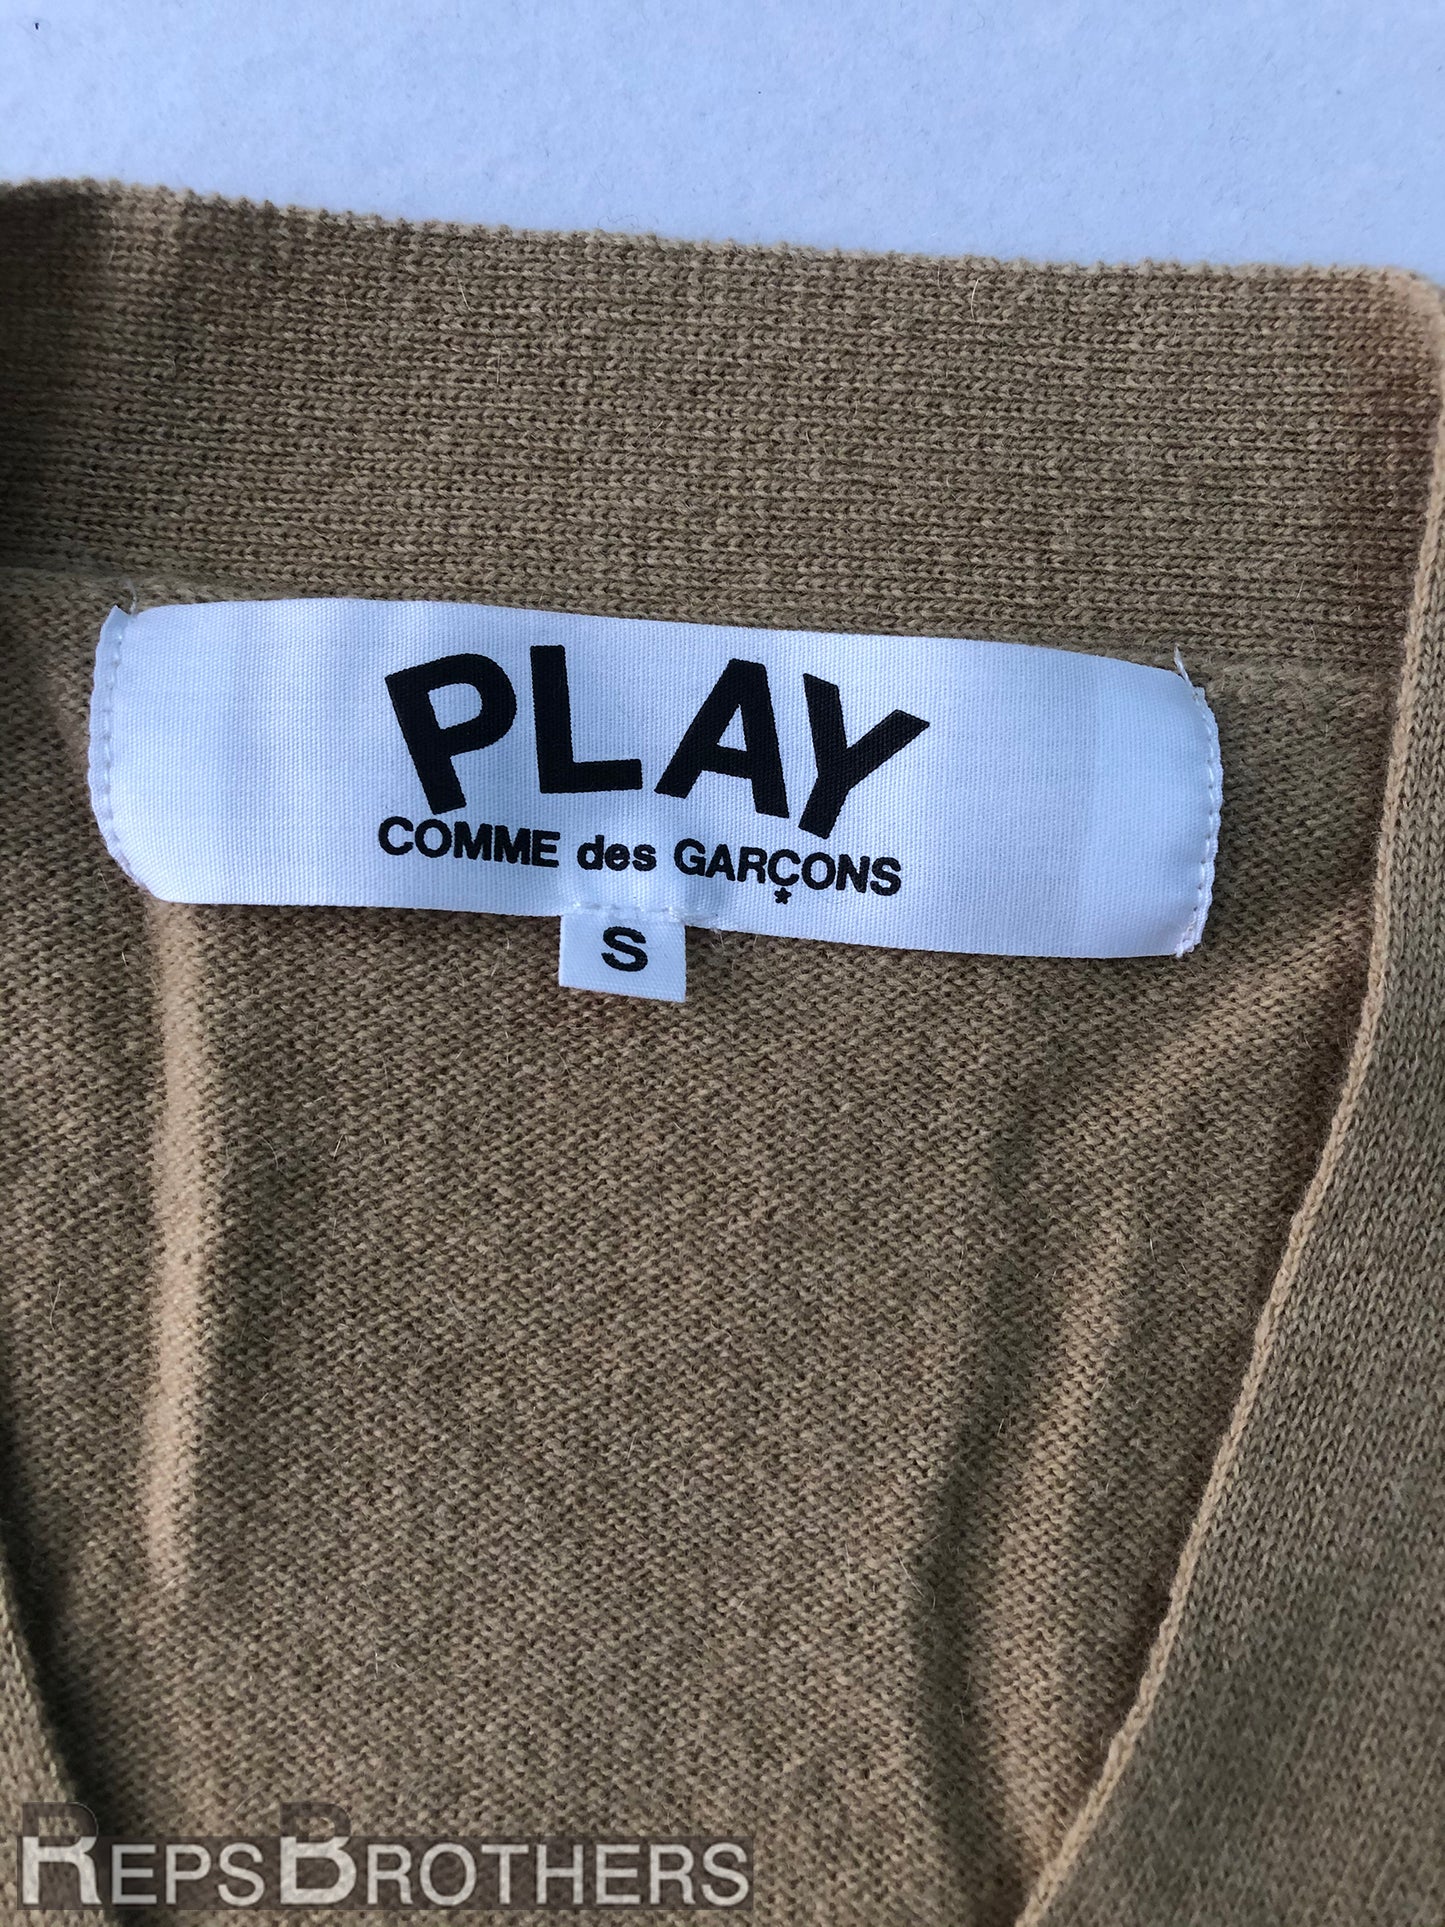 PLAY
COMME des GARÇONS
*
S
REPSBROTHERS